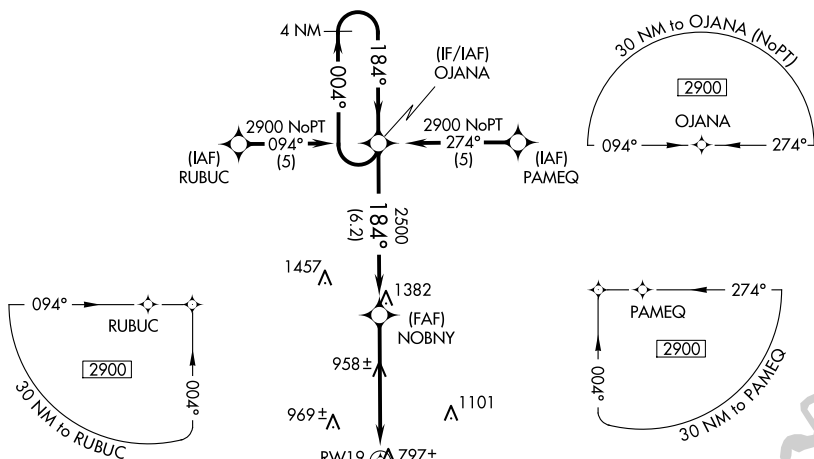 4 NM
004°
184°
(IF/IAF)
OJANA
30 NM to OJANA (NoPT)
2900
OJANA
094°
274°
2900 NoPT
094°
(5)
(IAF)
RUBUC
2900 NoPT
274°
(5)
(IAF)
PAMEQ
2500
184°
(6.2)
1457
1382
(FAF)
NOBNY
958±
969±
1101
RW19
797±
094°
RUBUC
2900
004°
30 NM to RUBUC
274°
PAMEQ
2900
004°
30 NM to PAMEQ